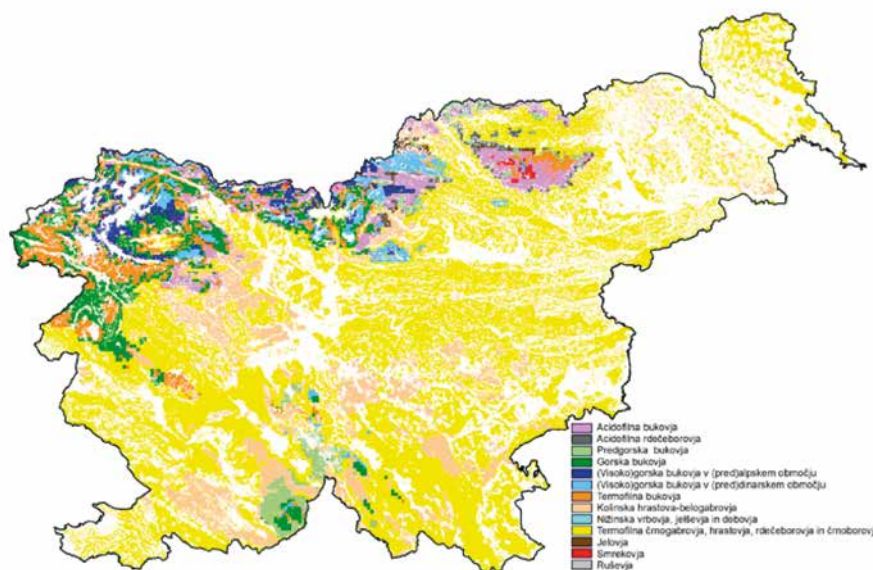 Acidofilna bukovja
Acidofilna rdečeborovja
Predgorska bukovja
Gorska bukovja
(Visoko)gorska bukovja v (pred)alpskem območju
(Visoko)gorska bukovja v (pred)dinarskem območju
Termofilna bukovja
Kolinska hrastova-belogabrovja
Nižinska vrbovja, jelševja in dobovja
Termofilna črnogabrovja, hrastovja, rdečeborovja in črnoborovj
Jelovja
Smrekovja
Ruševja